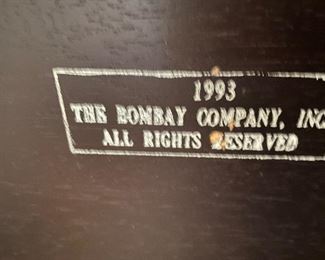 1993
THE BOMBAY COMPANY, INC
ALL RIGHTS RESERVED